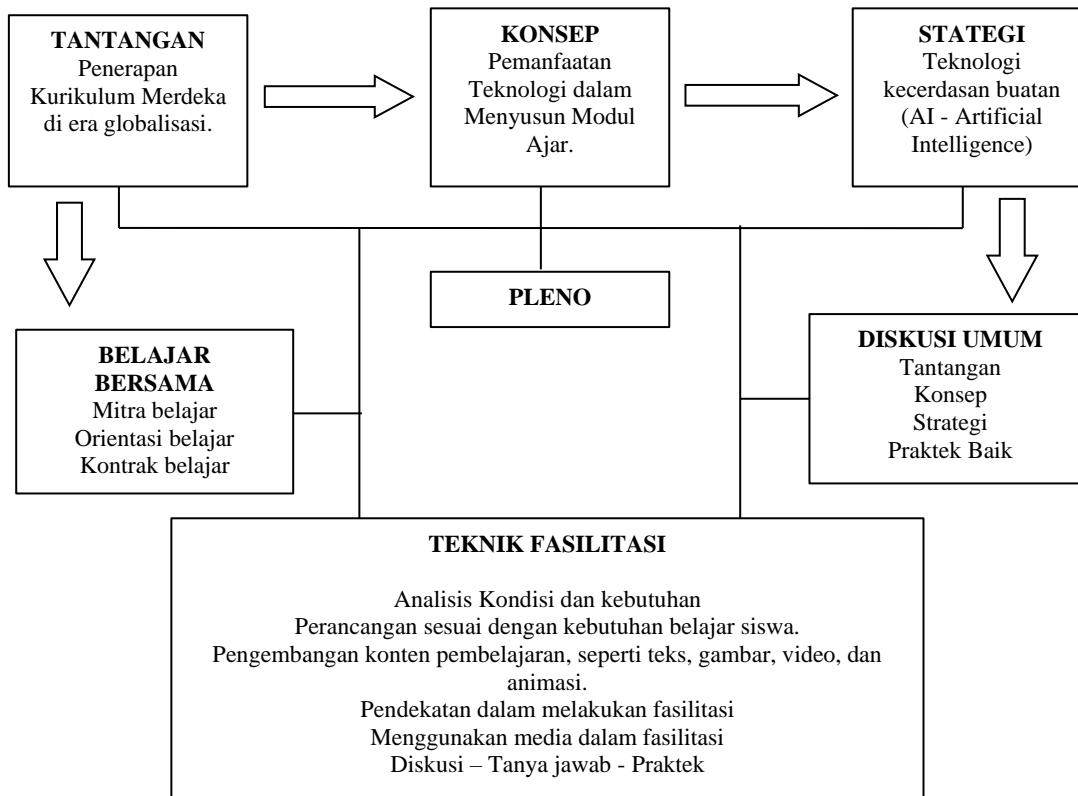 TANTANGAN
Penerapan
Kurikulum Merdeka
di era globalisasi.
KONSEP
Pemanfaatan
Teknologi dalam
Menyusun Modul
Ajar.
STATEGI
Teknologi
kecerdasan buatan
(AI - Artificial
Intelligence)
PLENO
BELAJAR
BERSAMA
Mitra belajar
Orientasi belajar
Kontrak belajar
DISKUSI UMUM
Tantangan
Konsep
Strategi
Praktek Baik
TEKNIK FASILITASI
Analisis Kondisi dan kebutuhan
Perancangan sesuai dengan kebutuhan belajar siswa.
Pengembangan konten pembelajaran, seperti teks, gambar, video, dan
animasi.
Pendekatan dalam melakukan fasilitasi
Menggunakan media dalam fasilitasi
Diskusi – Tanya jawab - Praktek